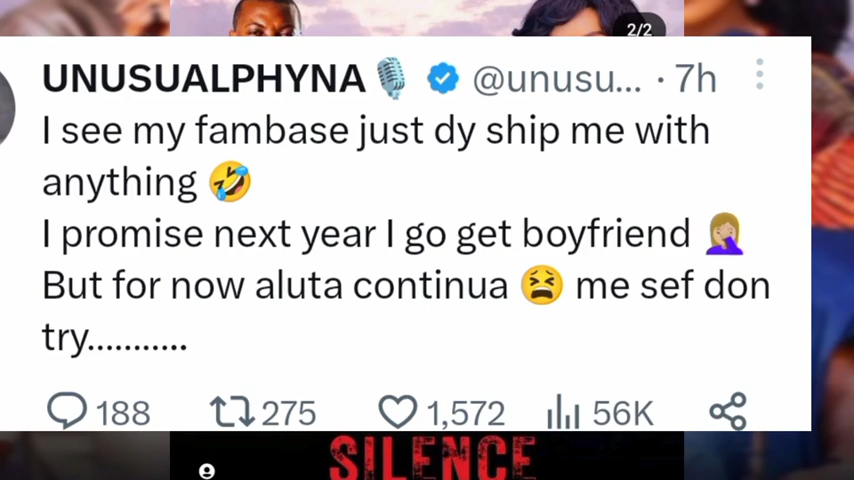 2/2
UNUSUALPHYNA🎙️ @unusu... · 7h
I see my fambase just dy ship me with
anything 🤣
I promise next year I go get boyfriend 🤦🏼‍♀️
But for now aluta continua 😫 me sef don
try...........
188 275 1,572 56K
SILENCE